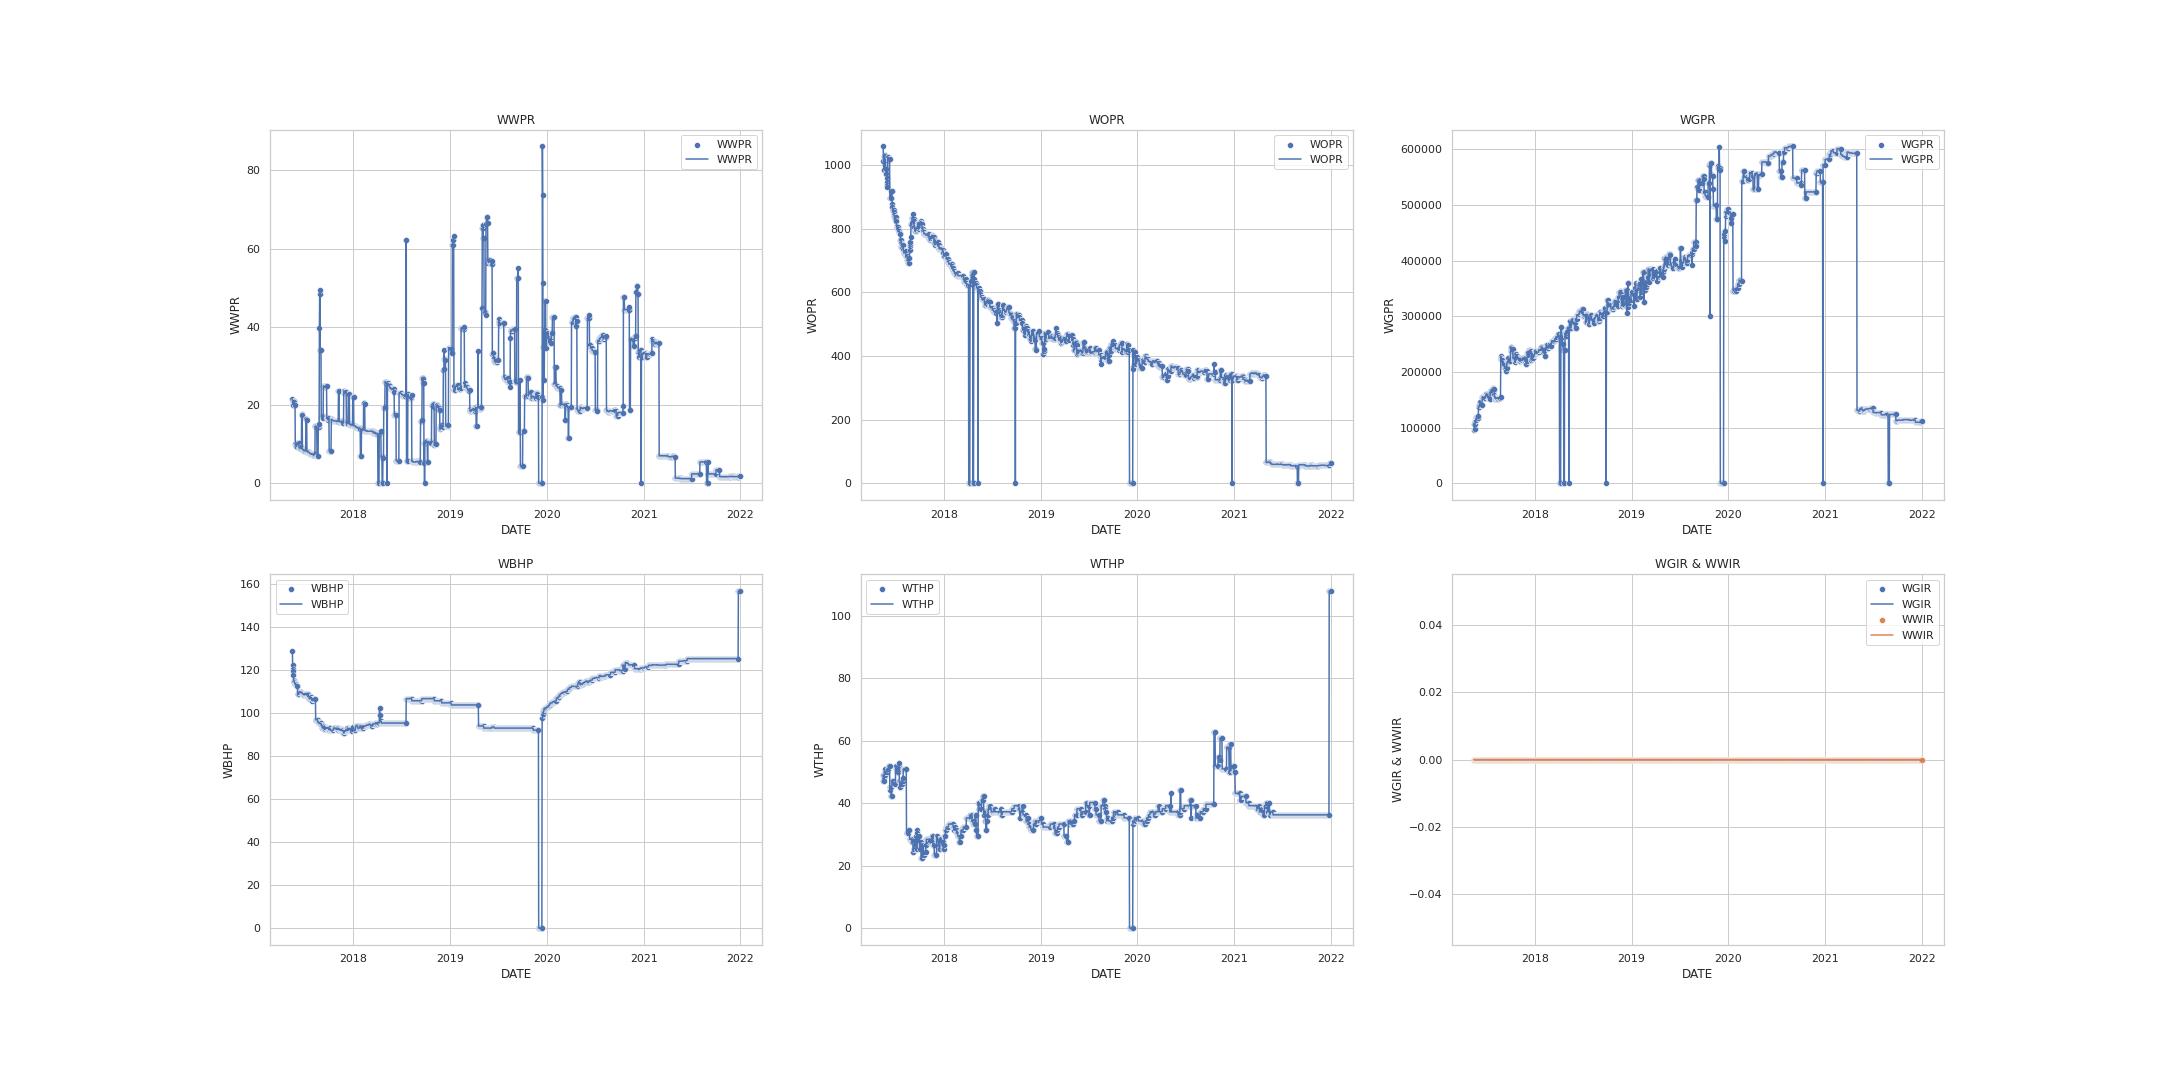 WWPR
WWPR
WWPR
80
60
40
20
0
WWPR
2018
2019
2020
2021
2022
DATE
WOPR
WOPR
WOPR
1000
800
600
400
200
0
WOPR
2018
2019
2020
2021
2022
DATE
WGPR
WGPR
WGPR
600000
500000
400000
300000
200000
100000
0
WGPR
2018
2019
2020
2021
2022
DATE
WBHP
WBHP
WBHP
160
140
120
100
80
60
40
20
0
WBHP
2018
2019
2020
2021
2022
DATE
WTHP
WTHP
WTHP
100
80
60
40
20
0
WTHP
2018
2019
2020
2021
2022
DATE
WGIR & WWIR
WGIR
WGIR
WWIR
WWIR
0.04
0.02
0.00
−0.02
−0.04
WGIR & WWIR
2018
2019
2020
2021
2022
DATE